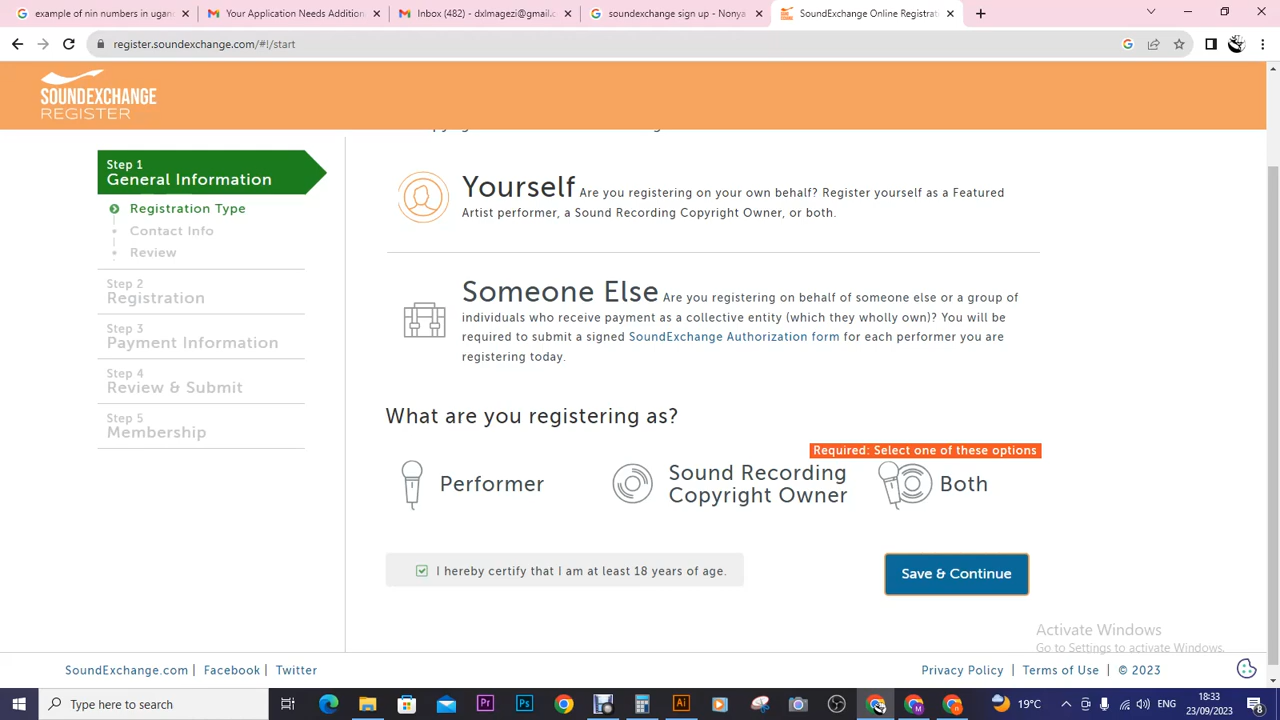 example of nin numbers in ugan
Your Application Needs Addition
Inbox (482) - dxlmagezi@gmail.c
soundexchange sign up - Nonya
SoundExchange Online Registrat
register.soundexchange.com/#!/start
SOUNDEXCHANGE
REGISTER
Step 1
General Information
Registration Type
Contact Info
Review
Step 2
Registration
Step 3
Payment Information
Step 4
Review & Submit
Step 5
Membership
Yourself Are you registering on your own behalf? Register yourself as a Featured
Artist performer, a Sound Recording Copyright Owner, or both.
Someone Else Are you registering on behalf of someone else or a group of
individuals who receive payment as a collective entity (which they wholly own)? You will be
required to submit a signed SoundExchange Authorization form for each performer you are
registering today.
What are you registering as?
Required: Select one of these options
Performer
Sound Recording
Copyright Owner
Both
I hereby certify that I am at least 18 years of age.
Save & Continue
Activate Windows
Go to Settings to activate Windows.
SoundExchange.com | Facebook | Twitter
Privacy Policy | Terms of Use | © 2023
Type here to search
Pr
Ps
Ai
19°C
ENG
18:33
23/09/2023
8